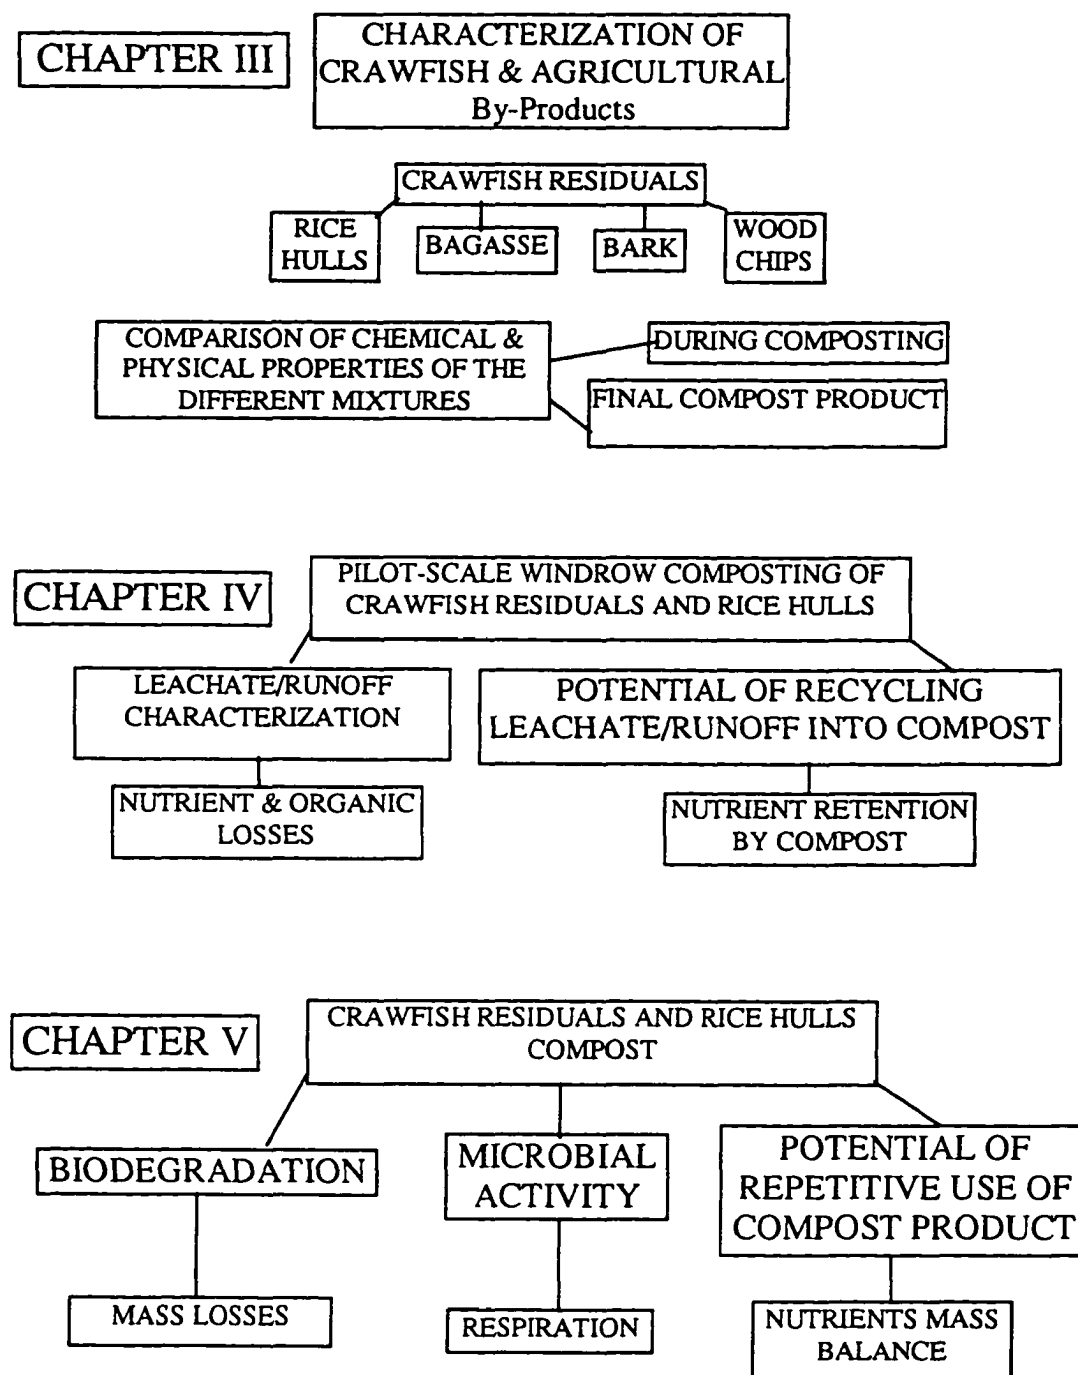 CHAPTER III
CHARACTERIZATION OF
CRAWFISH & AGRICULTURAL
By-Products
CRAWFISH RESIDUALS
RICE
HULLS
BAGASSE
BARK
WOOD
CHIPS
COMPARISON OF CHEMICAL &
PHYSICAL PROPERTIES OF THE
DIFFERENT MIXTURES
DURING COMPOSTING
FINAL COMPOST PRODUCT
CHAPTER IV
PILOT-SCALE WINDROW COMPOSTING OF
CRAWFISH RESIDUALS AND RICE HULLS
LEACHATE/RUNOFF
CHARACTERIZATION
POTENTIAL OF RECYCLING
LEACHATE/RUNOFF INTO COMPOST
NUTRIENT & ORGANIC
LOSSES
NUTRIENT RETENTION
BY COMPOST
CHAPTER V
CRAWFISH RESIDUALS AND RICE HULLS
COMPOST
BIODEGRADATION
MICROBIAL
ACTIVITY
POTENTIAL OF
REPETITIVE USE OF
COMPOST PRODUCT
MASS LOSSES
RESPIRATION
NUTRIENTS MASS
BALANCE